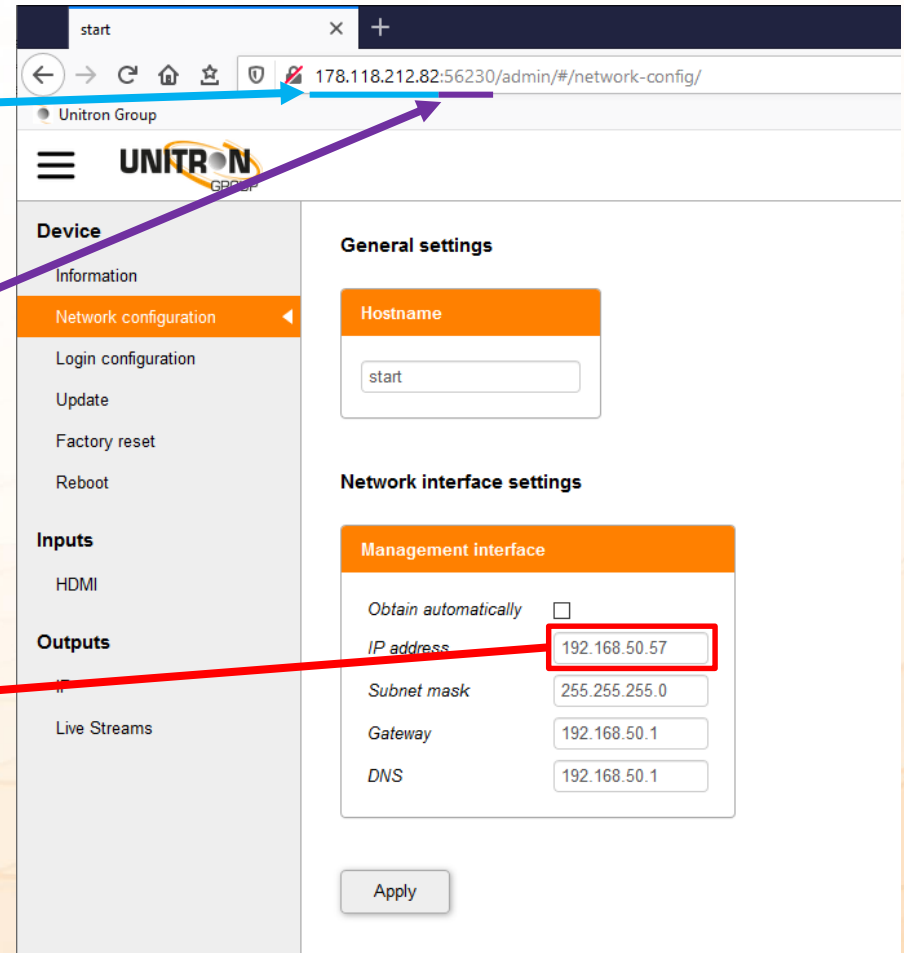 start
178.118.212.82:56230/admin/#/network-config/
Unitron Group
UNITRON
GROUP
Device
Information
Network configuration
Login configuration
Update
Factory reset
Reboot
Inputs
HDMI
Outputs
IP
Live Streams
General settings
Hostname
start
Network interface settings
Management interface
Obtain automatically
IP address 192.168.50.57
Subnet mask 255.255.255.0
Gateway 192.168.50.1
DNS 192.168.50.1
Apply